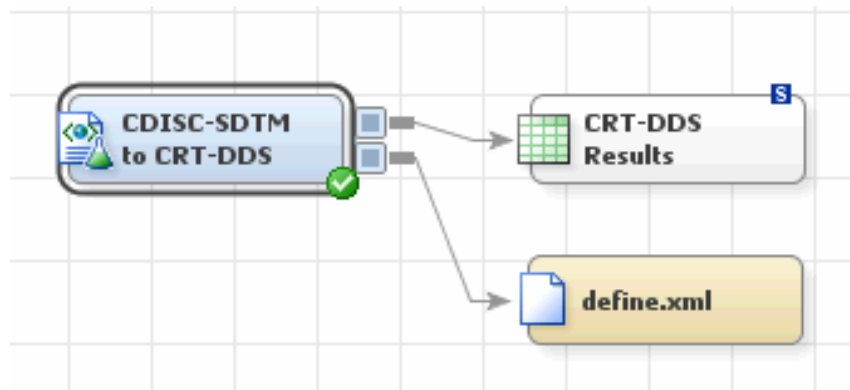 CDISC-SDTM
to CRT-DDS
S
CRT-DDS
Results
define.xml